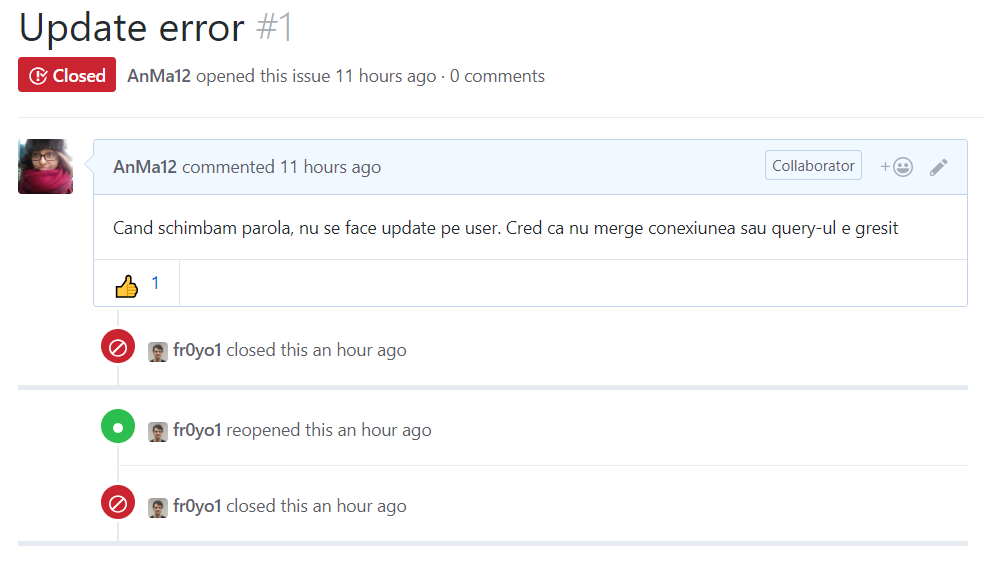 Update error #1
Closed AnMa12 opened this issue 11 hours ago · 0 comments
AnMa12 commented 11 hours ago Collaborator +
Cand schimbam parola, nu se face update pe user. Cred ca nu merge conexiunea sau query-ul e gresit
1
fr0yo1 closed this an hour ago
fr0yo1 reopened this an hour ago
fr0yo1 closed this an hour ago